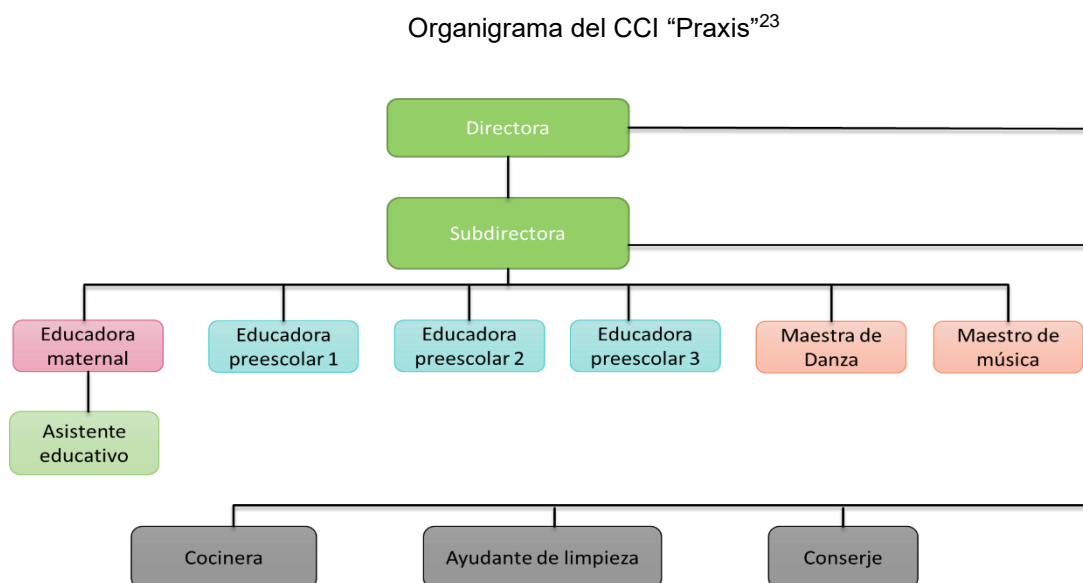 Organigrama del CCI “Praxis”23
Directora
Subdirectora
Educadora
maternal
Educadora
preescolar 1
Educadora
preescolar 2
Educadora
preescolar 3
Maestra de
Danza
Maestro de
música
Asistente
educativo
Cocinera
Ayudante de limpieza
Conserje